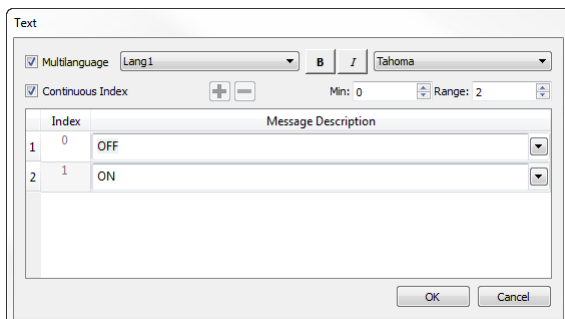 Text
Multilanguage Lang1 B I Tahoma
Continuous Index Min: 0 Range: 2
Index Message Description
1 0 OFF
2 1 ON
OK Cancel